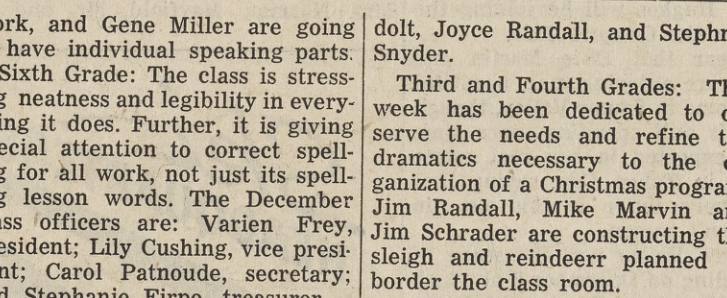 ork, and Gene Miller are going
have individual speaking parts.
Sixth Grade: The class is stress-
g neatness and legibility in every-
ing it does. Further, it is giving
ecial attention to correct spell-
g for all work, not just its spell-
g lesson words. The December
ass officers are: Varien Frey,
esident; Lily Cushing, vice presi-
nt; Carol Patnoude, secretary;
d Stephanie Firpo, treasurer
dolt, Joyce Randall, and Stephn
Snyder.
Third and Fourth Grades: Th
week has been dedicated to o
serve the needs and refine t
dramatics necessary to the o
ganization of a Christmas progra
Jim Randall, Mike Marvin a
Jim Schrader are constructing t
sleigh and reindeerr planned
border the class room.